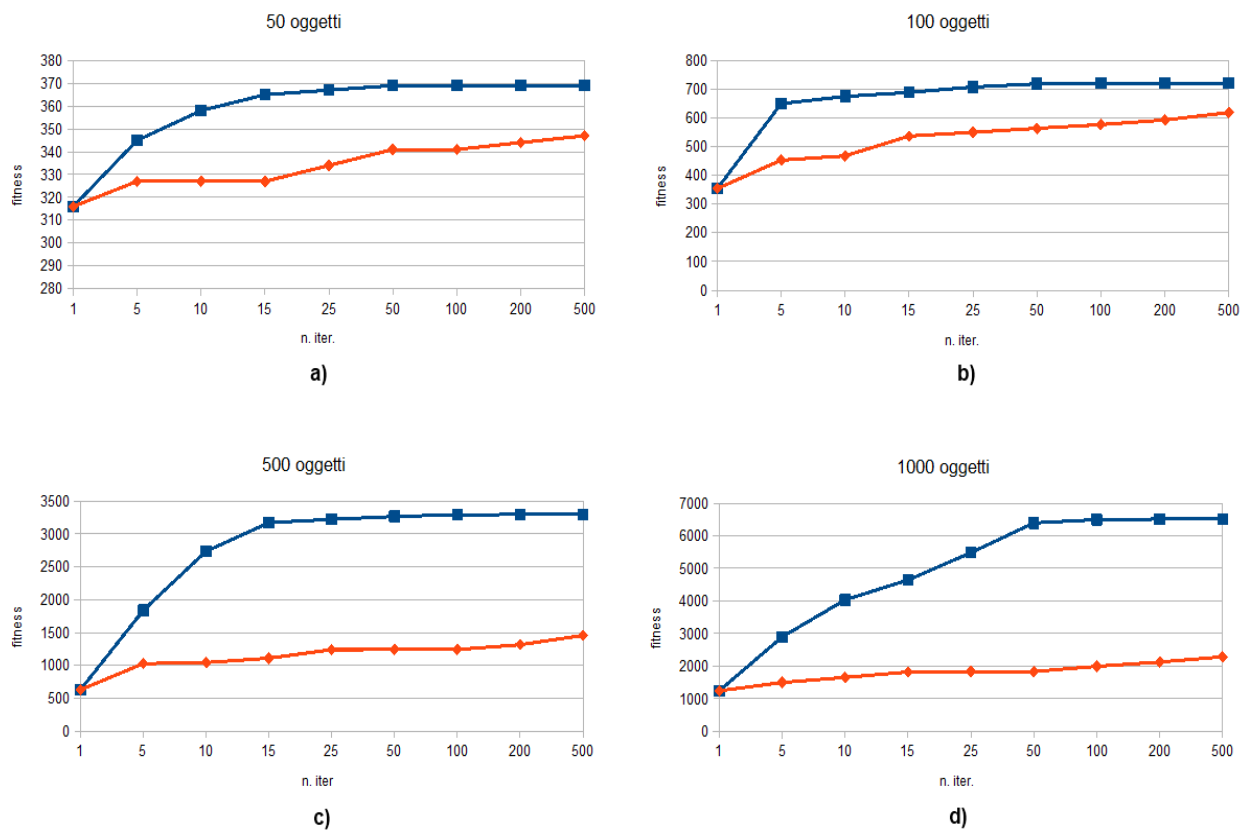 50 oggetti
380
370
360
350
340
330
320
310
300
290
280
fitness
1 5 10 15 25 50 100 200 500
n. iter.
a)
100 oggetti
800
700
600
500
400
300
200
100
0
fitness
1 5 10 15 25 50 100 200 500
n. iter.
b)
500 oggetti
3500
3000
2500
2000
1500
1000
500
0
fitness
1 5 10 15 25 50 100 200 500
n. iter
c)
1000 oggetti
7000
6000
5000
4000
3000
2000
1000
0
fitness
1 5 10 15 25 50 100 200 500
n. iter.
d)